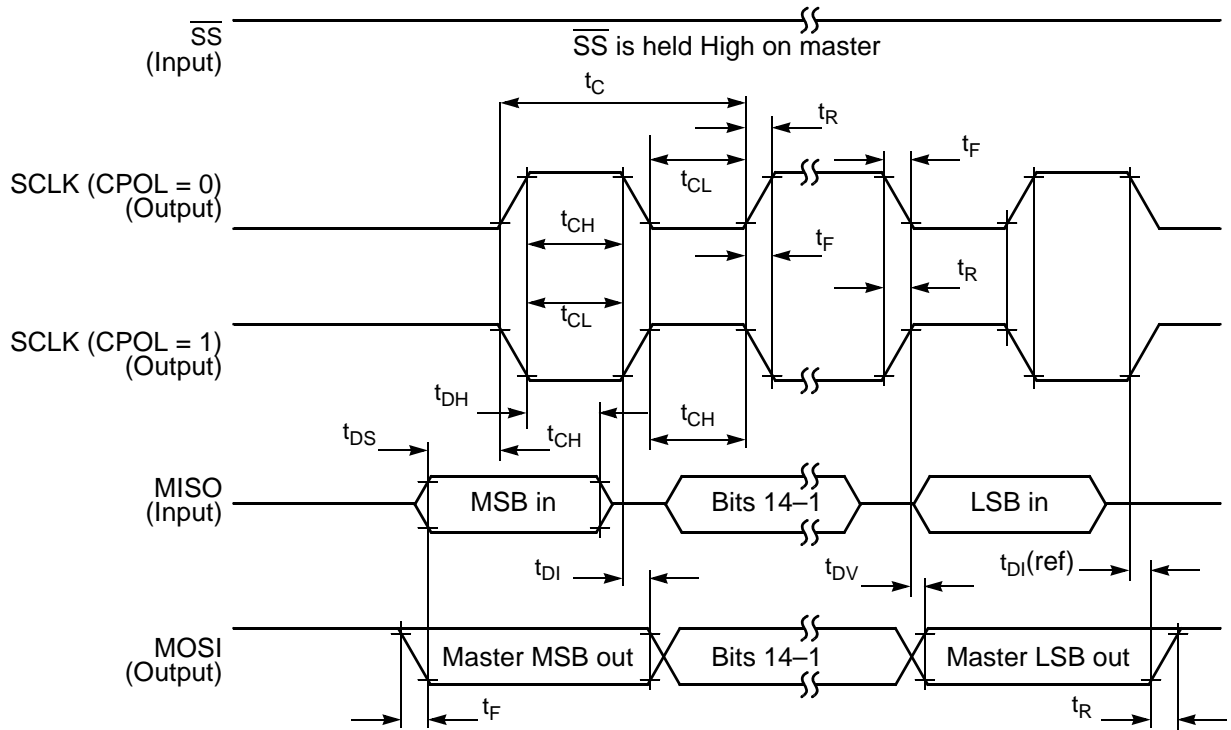 SS
(Input)
SS is held High on master
tC
tR
tF
SCLK (CPOL = 0)
(Output)
tCL
tCH
tF
tR
tCL
SCLK (CPOL = 1)
(Output)
tDH
tCH
tDS
tCH
MISO
(Input)
MSB in
Bits 14–1
LSB in
tDI
tDV
tDI(ref)
MOSI
(Output)
Master MSB out
Bits 14–1
Master LSB out
tF
tR